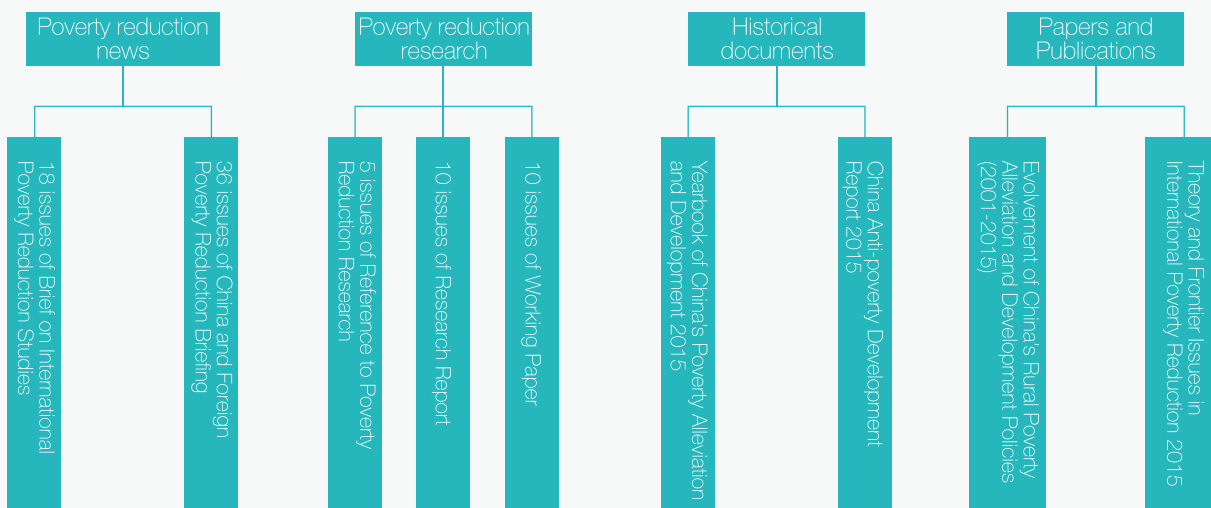 Poverty reduction
news
18 issues of Brief on International
Poverty Reduction Studies
36 issues of China and Foreign
Poverty Reduction Briefing
Poverty reduction
research
5 issues of Reference to Poverty
Reduction Research
10 issues of Research Report
10 issues of Working Paper
Historical
documents
Yearbook of China's Poverty Alleviation
and Development 2015
China Anti-poverty Development
Report 2015
Papers and
Publications
Evolvement of China's Rural Poverty
Alleviation and Development Policies
(2001-2015)
Theory and Frontier Issues in
International Poverty Reduction 2015